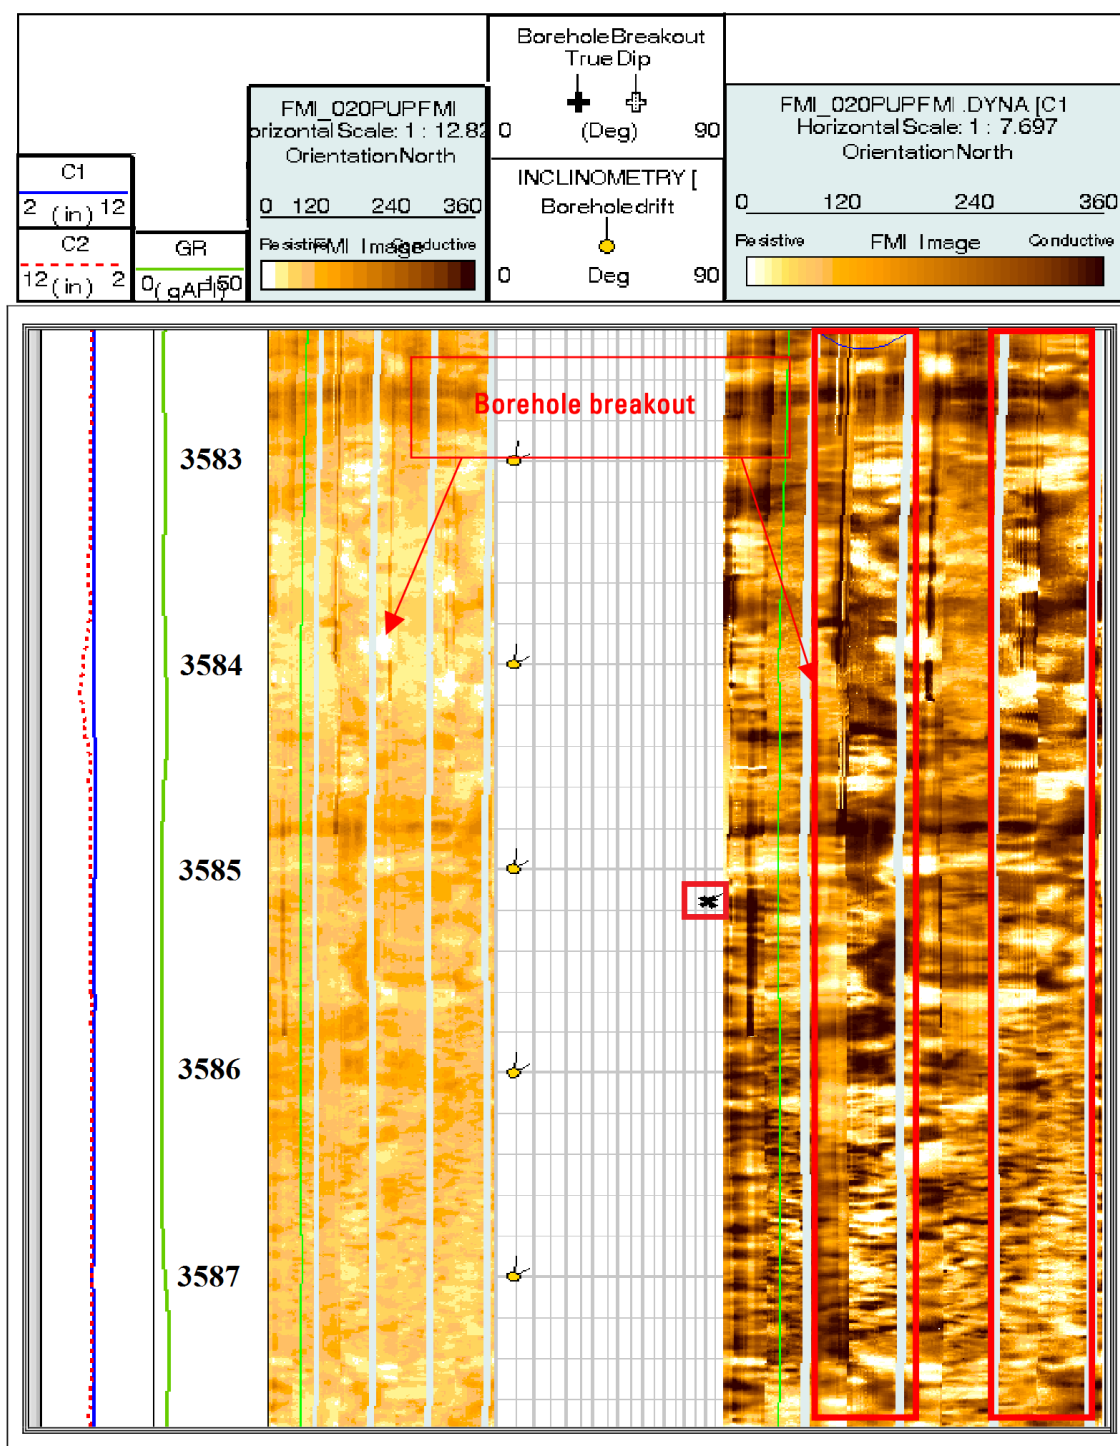 Borehole Breakout
True Dip
0 (Deg) 90
INCLINOMETRY [
Borehole drift
0 Deg 90
C1
2 (in) 12
C2
12 (in) 2
GR
0 (gAPI) 150
FMI_020PUPFMI
orizontal Scale: 1 : 12.82
Orientation North
0 120 240 360
Resistive FMI Image Conductive
FMI_020PUPFMI .DYNA [C1
Horizontal Scale: 1 : 7.697
Orientation North
0 120 240 360
Resistive FMI Image Conductive
Borehole breakout
3583
3584
3585
3586
3587